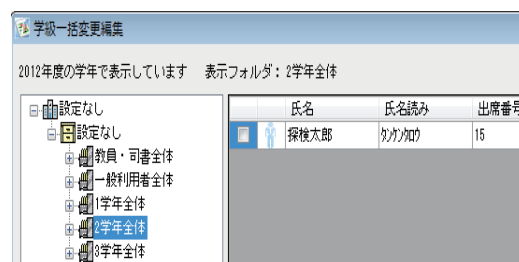 学級一括変更編集
2012年度の学年で表示しています 表示フォルダ：2学年全体
設定なし
設定なし
教員・司書全体
一般利用者全体
1学年全体
2学年全体
3学年全体
氏名 氏名読み 出席番号
探検太郎 ﾀﾝｹﾝﾀﾛｳ 15